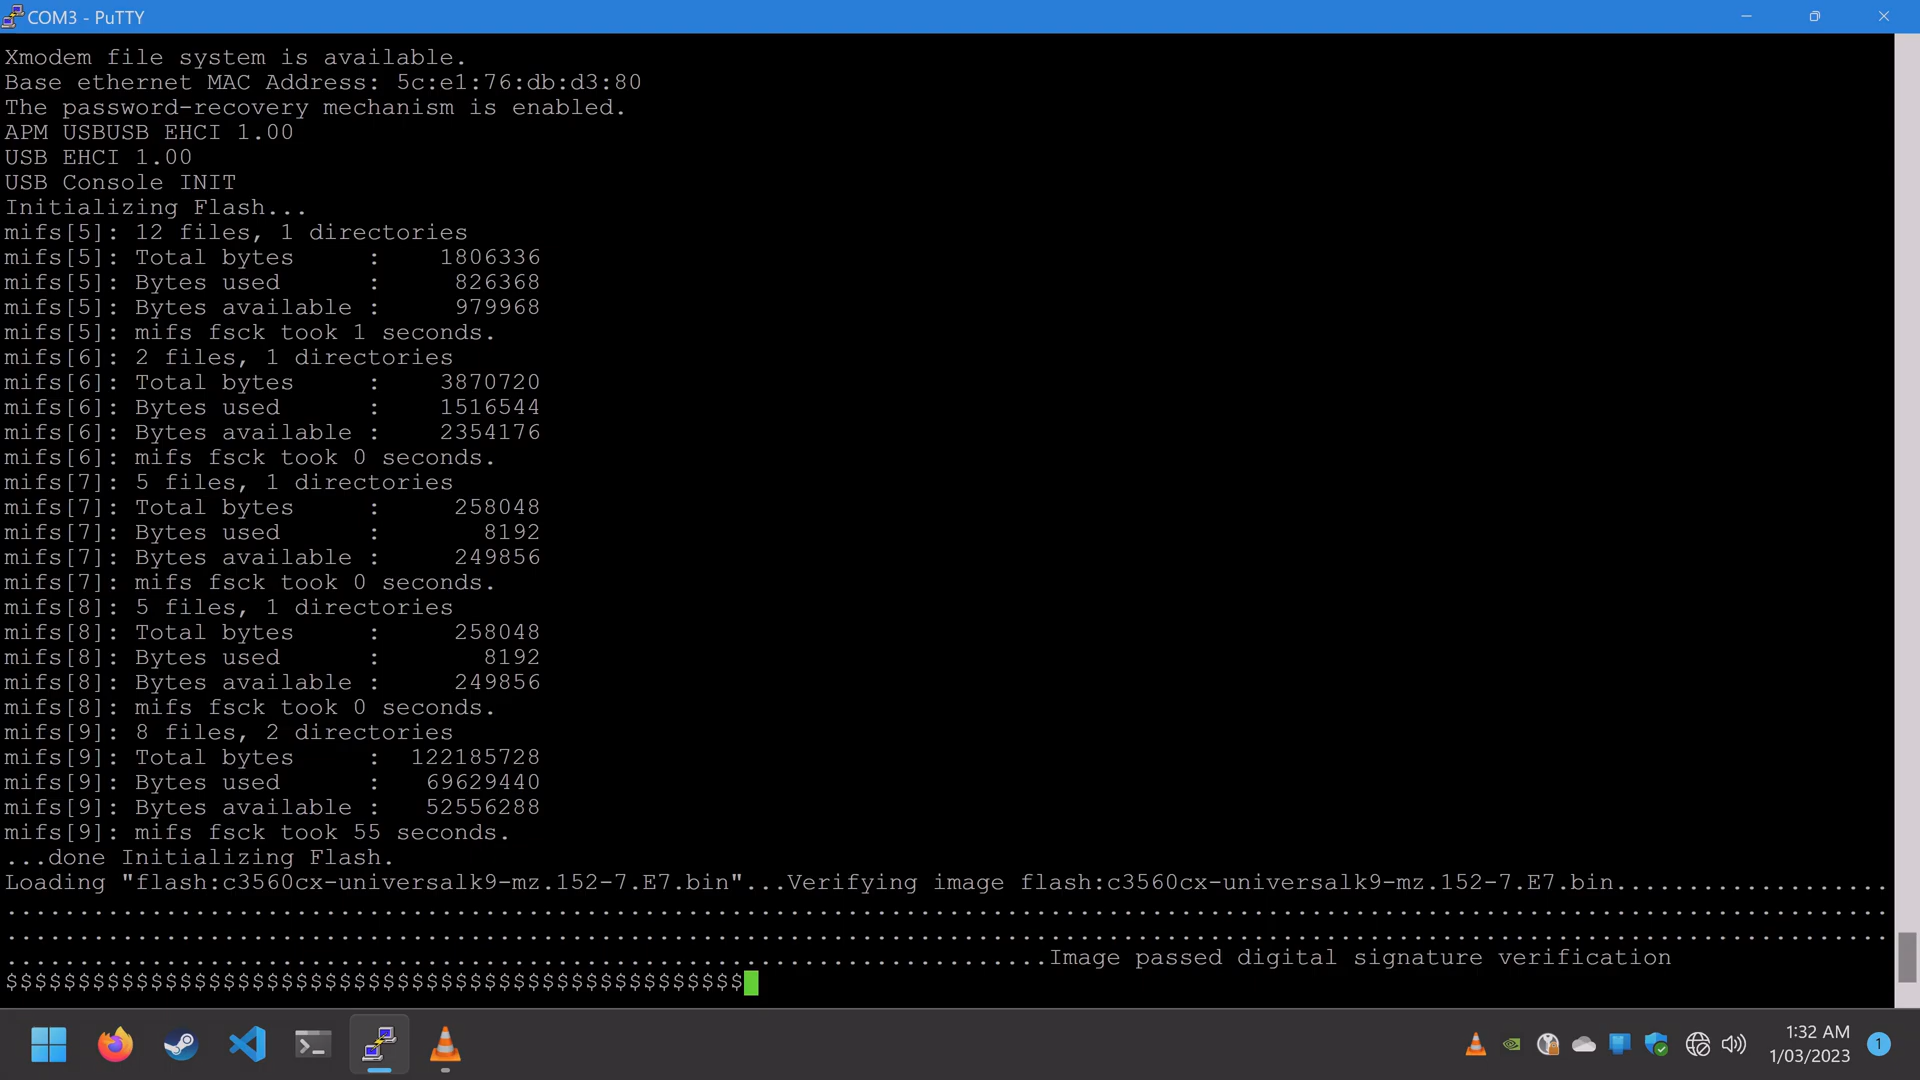 COM3 - PuTTY
Xmodem file system is available.
Base ethernet MAC Address: 5c:e1:76:db:d3:80
The password-recovery mechanism is enabled.
APM USBUSB EHCI 1.00
USB EHCI 1.00
USB Console INIT
Initializing Flash...
mifs[5]: 12 files, 1 directories
mifs[5]: Total bytes     :    1806336
mifs[5]: Bytes used      :     826368
mifs[5]: Bytes available :     979968
mifs[5]: mifs fsck took 1 seconds.
mifs[6]: 2 files, 1 directories
mifs[6]: Total bytes     :    3870720
mifs[6]: Bytes used      :    1516544
mifs[6]: Bytes available :    2354176
mifs[6]: mifs fsck took 0 seconds.
mifs[7]: 5 files, 1 directories
mifs[7]: Total bytes     :     258048
mifs[7]: Bytes used      :       8192
mifs[7]: Bytes available :     249856
mifs[7]: mifs fsck took 0 seconds.
mifs[8]: 5 files, 1 directories
mifs[8]: Total bytes     :     258048
mifs[8]: Bytes used      :       8192
mifs[8]: Bytes available :     249856
mifs[8]: mifs fsck took 0 seconds.
mifs[9]: 8 files, 2 directories
mifs[9]: Total bytes     :  122185728
mifs[9]: Bytes used      :   69629440
mifs[9]: Bytes available :   52556288
mifs[9]: mifs fsck took 55 seconds.
...done Initializing Flash.
Loading "flash:c3560cx-universalk9-mz.152-7.E7.bin"...Verifying image flash:c3560cx-universalk9-mz.152-7.E7.bin...................
..................................................................................................................................
..................................................................................................................................
........................................................................Image passed digital signature verification
$$$$$$$$$$$$$$$$$$$$$$$$$$$$$$$$$$$$$$$$$$$$$$$$$$$
1:32 AM
1/03/2023
1